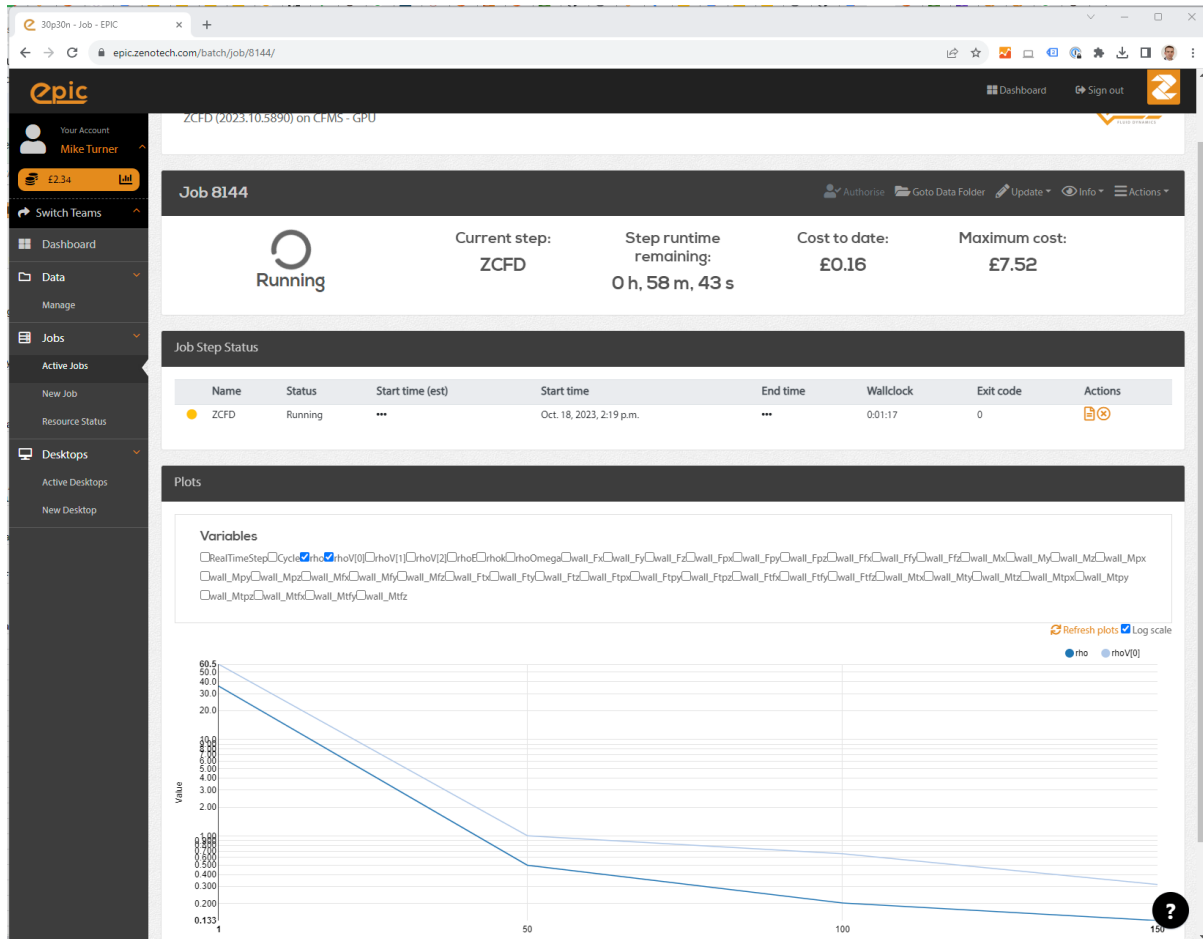 30p30n - Job - EPIC
epic.zenotech.com/batch/job/8144/
epic
Dashboard
Sign out
Your Account
Mike Turner
£2.34
Switch Teams
Dashboard
Data
Manage
Jobs
Active Jobs
New Job
Resource Status
Desktops
Active Desktops
New Desktop
ZCFD (2023.10.5890) on CFMS - GPU
FLUID DYNAMICS
Job 8144
Authorise Goto Data Folder Update Info Actions
Running
Current step:
ZCFD
Step runtime
remaining:
0 h, 58 m, 43 s
Cost to date:
£0.16
Maximum cost:
£7.52
Job Step Status
Name Status Start time (est) Start time End time Wallclock Exit code Actions
ZCFD Running ••• Oct. 18, 2023, 2:19 p.m. ••• 0:01:17 0
Plots
Variables
RealTimeStep Cycle rho rhoV[0] rhoV[1] rhoV[2] rhoE rhok rhoOmega wall_Fx wall_Fy wall_Fz wall_Fpx wall_Fpy wall_Fpz wall_Ffx wall_Ffy wall_Ffz wall_Mx wall_My wall_Mz wall_Mpx
wall_Mpy wall_Mpz wall_Mfx wall_Mfy wall_Mfz wall_Ftx wall_Fty wall_Ftz wall_Ftpx wall_Ftpy wall_Ftpz wall_Ftfx wall_Ftfy wall_Ftfz wall_Mtx wall_Mty wall_Mtz wall_Mtpx wall_Mtpy
wall_Mtpz wall_Mtfx wall_Mtfy wall_Mtfz
Refresh plots Log scale
rho rhoV[0]
60.5
50.0
40.0
30.0
20.0
10.0
6.00
5.00
4.00
3.00
2.00
1.00
0.500
0.400
0.300
0.200
0.133
Value
1 50 100 150
?